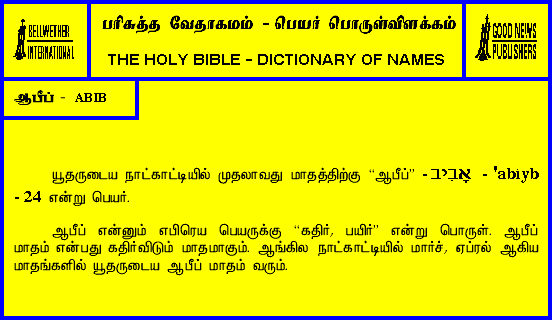 BELLWETHER
INTERNATIONAL
பரிசுத்த வேதாகமம் - பெயர் பொருள்விளக்கம்
THE HOLY BIBLE - DICTIONARY OF NAMES
GOOD NEWS
PUBLISHERS
ஆபீப் - ABIB
யூதருடைய நாட்காட்டியில் முதலாவது மாதத்திற்கு “ஆபீப்” - אָבִיב - 'abiyb
- 24 என்று பெயர்.
ஆபீப் என்னும் எபிரெய பெயருக்கு “கதிர், பயிர்” என்று பொருள். ஆபீப்
மாதம் என்பது கதிர்விடும் மாதமாகும். ஆங்கில நாட்காட்டியில் மார்ச், ஏப்ரல் ஆகிய
மாதங்களில் யூதருடைய ஆபீப் மாதம் வரும்.